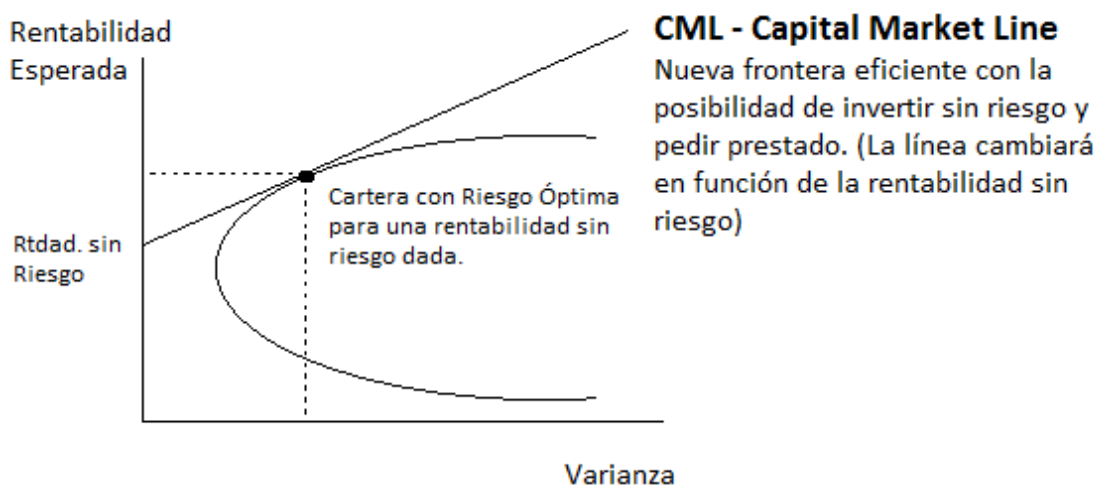 Rentabilidad
Esperada
CML - Capital Market Line
Nueva frontera eficiente con la
posibilidad de invertir sin riesgo y
pedir prestado. (La línea cambiará
en función de la rentabilidad sin
riesgo)
Cartera con Riesgo Óptima
para una rentabilidad sin
riesgo dada.
Rtdad. sin
Riesgo
Varianza